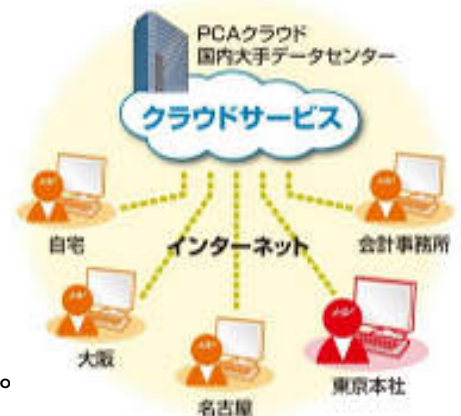 PCAクラウド
国内大手データセンター
クラウドサービス
自宅
インターネット
会計事務所
大阪
名古屋
東京本社
。